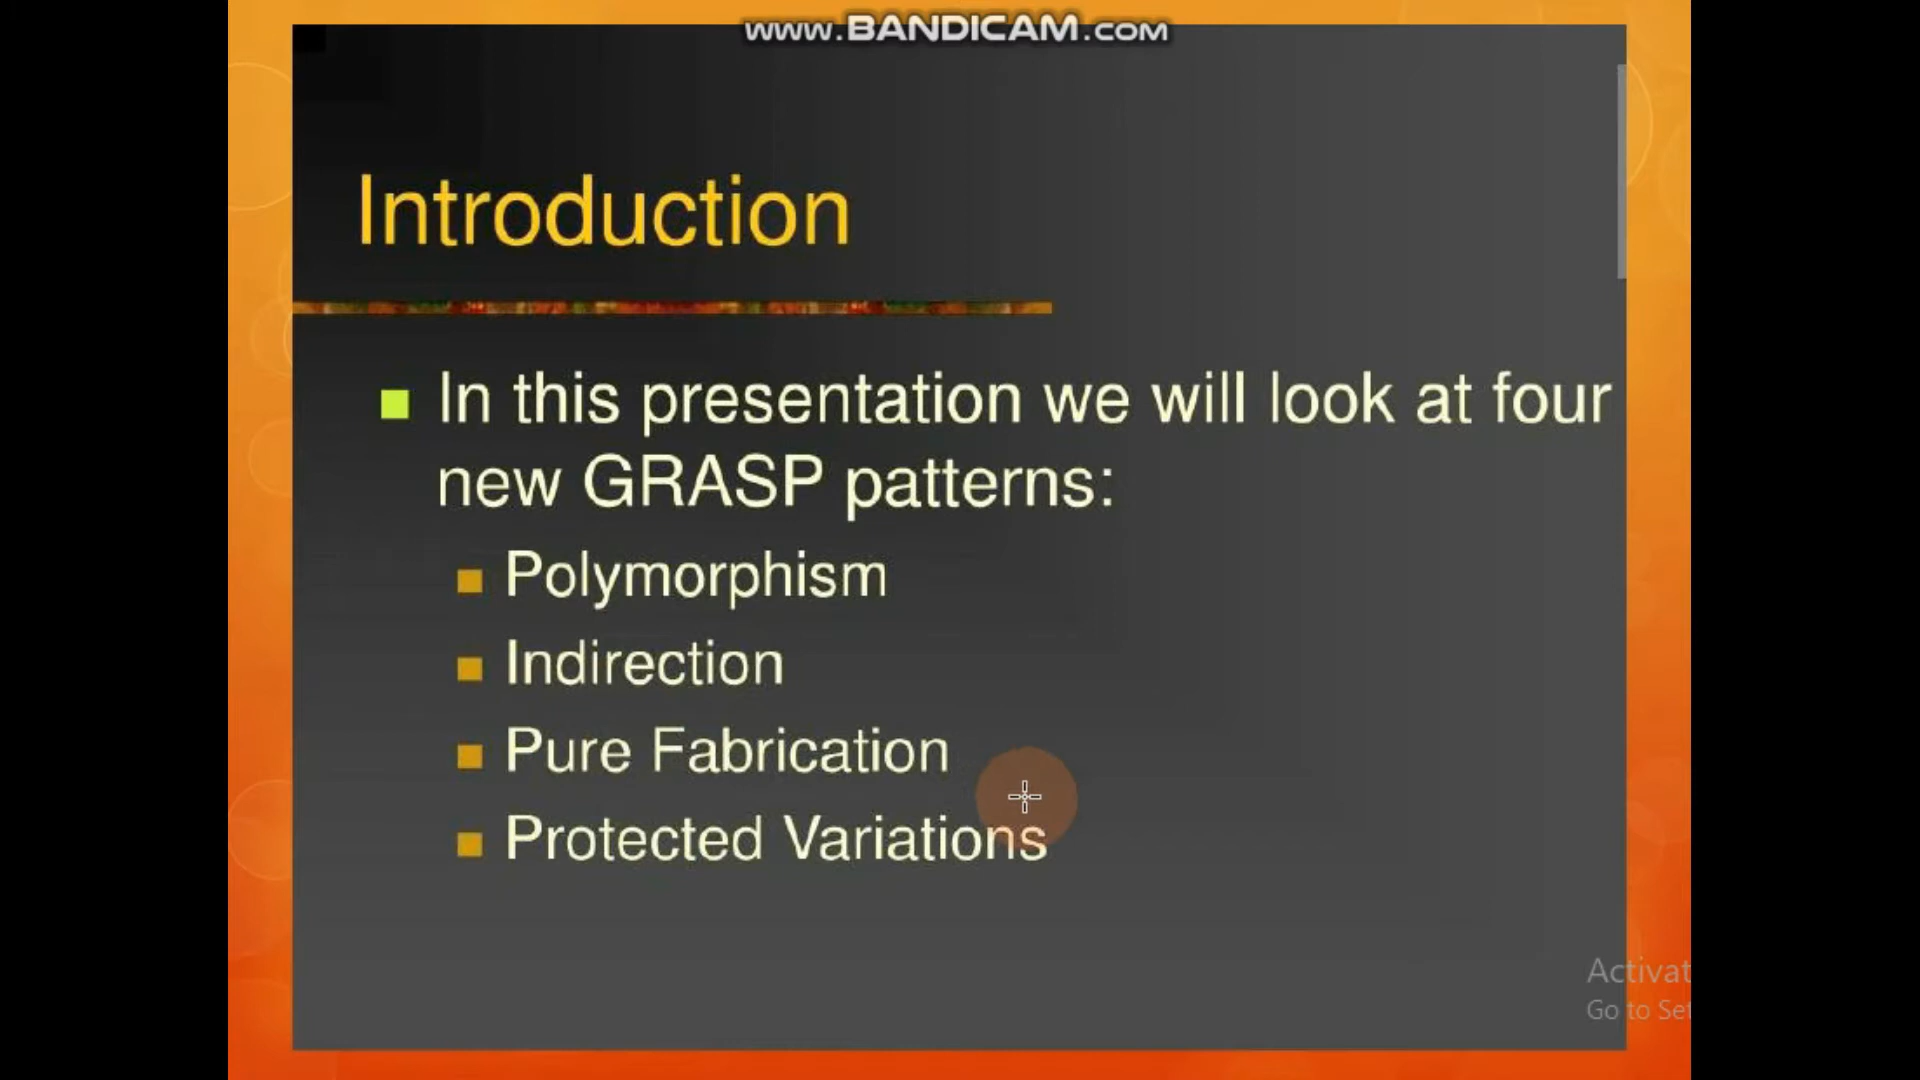 www.BANDICAM.com
Introduction
In this presentation we will look at four
new GRASP patterns:
Polymorphism
Indirection
Pure Fabrication
Protected Variations
Activat
Go to Set